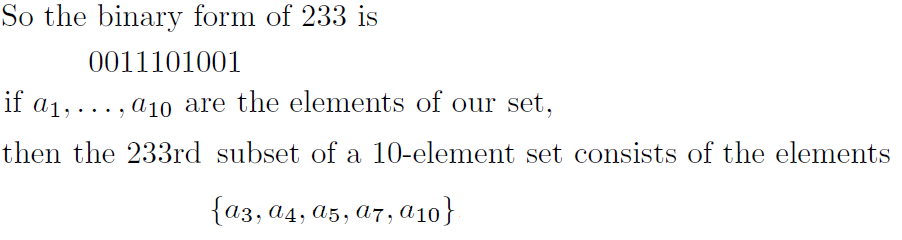 So the binary form of 233 is
0011101001
if a₁, . . . , a₁₀ are the elements of our set,
then the 233rd subset of a 10-element set consists of the elements
{a₃, a₄, a₅, a₇, a₁₀}